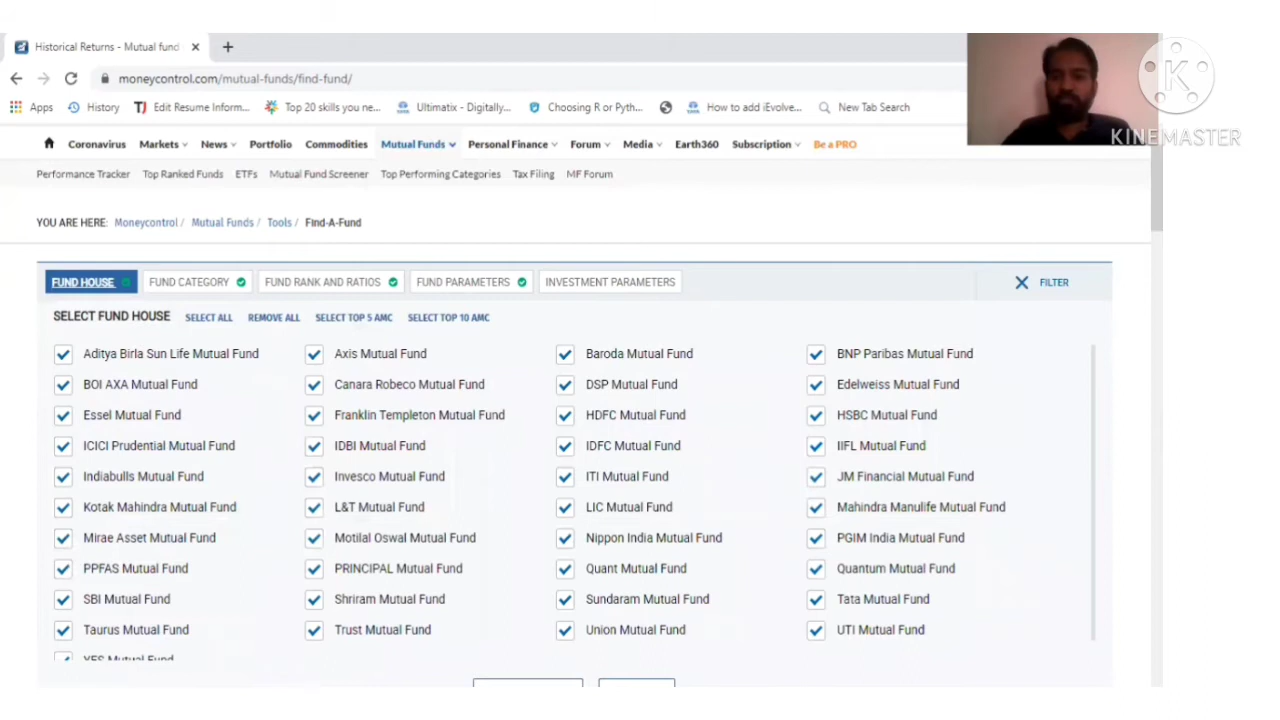 Historical Returns - Mutual fund
moneycontrol.com/mutual-funds/find-fund/
Apps History TJ Edit Resume Inform... Top 20 skills you ne... Ultimatix - Digitally... Choosing R or Pyth... How to add iEvolve... New Tab Search
K
KINEMASTER
Coronavirus Markets News Portfolio Commodities Mutual Funds Personal Finance Forum Media Earth360 Subscription Be a PRO
Performance Tracker Top Ranked Funds ETFs Mutual Fund Screener Top Performing Categories Tax Filing MF Forum
YOU ARE HERE: Moneycontrol / Mutual Funds / Tools / Find-A-Fund
FUND HOUSE FUND CATEGORY FUND RANK AND RATIOS FUND PARAMETERS INVESTMENT PARAMETERS FILTER
SELECT FUND HOUSE SELECT ALL REMOVE ALL SELECT TOP 5 AMC SELECT TOP 10 AMC
Aditya Birla Sun Life Mutual Fund Axis Mutual Fund Baroda Mutual Fund BNP Paribas Mutual Fund
BOI AXA Mutual Fund Canara Robeco Mutual Fund DSP Mutual Fund Edelweiss Mutual Fund
Essel Mutual Fund Franklin Templeton Mutual Fund HDFC Mutual Fund HSBC Mutual Fund
ICICI Prudential Mutual Fund IDBI Mutual Fund IDFC Mutual Fund IIFL Mutual Fund
Indiabulls Mutual Fund Invesco Mutual Fund ITI Mutual Fund JM Financial Mutual Fund
Kotak Mahindra Mutual Fund L&T Mutual Fund LIC Mutual Fund Mahindra Manulife Mutual Fund
Mirae Asset Mutual Fund Motilal Oswal Mutual Fund Nippon India Mutual Fund PGIM India Mutual Fund
PPFAS Mutual Fund PRINCIPAL Mutual Fund Quant Mutual Fund Quantum Mutual Fund
SBI Mutual Fund Shriram Mutual Fund Sundaram Mutual Fund Tata Mutual Fund
Taurus Mutual Fund Trust Mutual Fund Union Mutual Fund UTI Mutual Fund
YES Mutual Fund